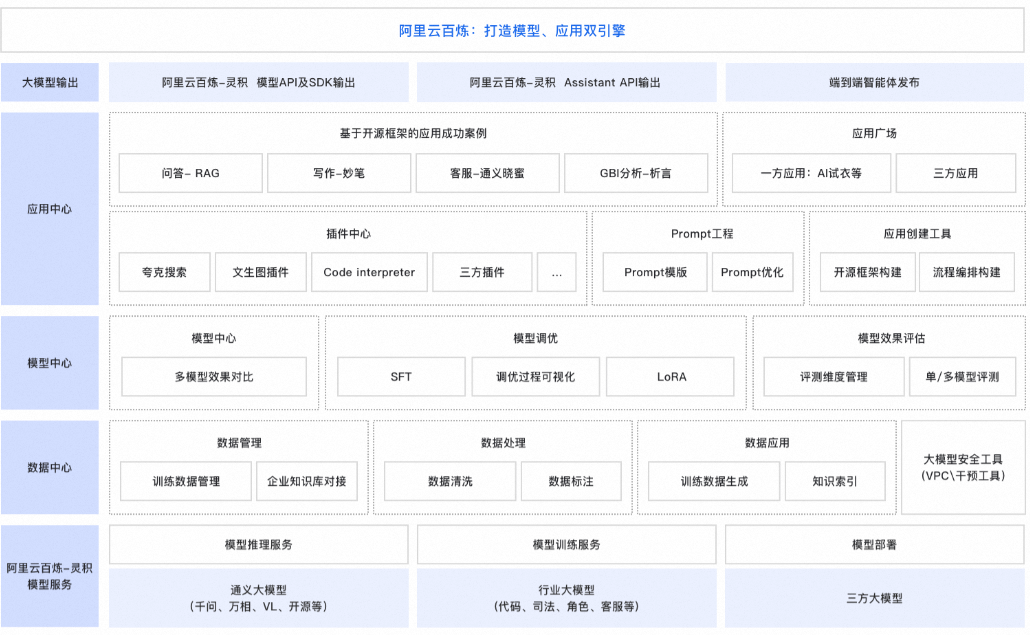 阿里云百炼：打造模型、应用双引擎
大模型输出
阿里云百炼-灵积 模型API及SDK输出
阿里云百炼-灵积 Assistant API输出
端到端智能体发布
应用中心
基于开源框架的应用成功案例
问答- RAG
写作-妙笔
客服-通义晓蜜
GBI分析-析言
应用广场
一方应用：AI试衣等
三方应用
插件中心
夸克搜索
文生图插件
Code interpreter
三方插件
...
Prompt工程
Prompt模版
Prompt优化
应用创建工具
开源框架构建
流程编排构建
模型中心
模型中心
多模型效果对比
模型调优
SFT
调优过程可视化
LoRA
模型效果评估
评测维度管理
单/多模型评测
数据中心
数据管理
训练数据管理
企业知识库对接
数据处理
数据清洗
数据标注
数据应用
训练数据生成
知识索引
大模型安全工具
（VPC\干预工具）
阿里云百炼-灵积
模型服务
模型推理服务
模型训练服务
模型部署
通义大模型
（千问、万相、VL、开源等）
行业大模型
（代码、司法、角色、客服等）
三方大模型